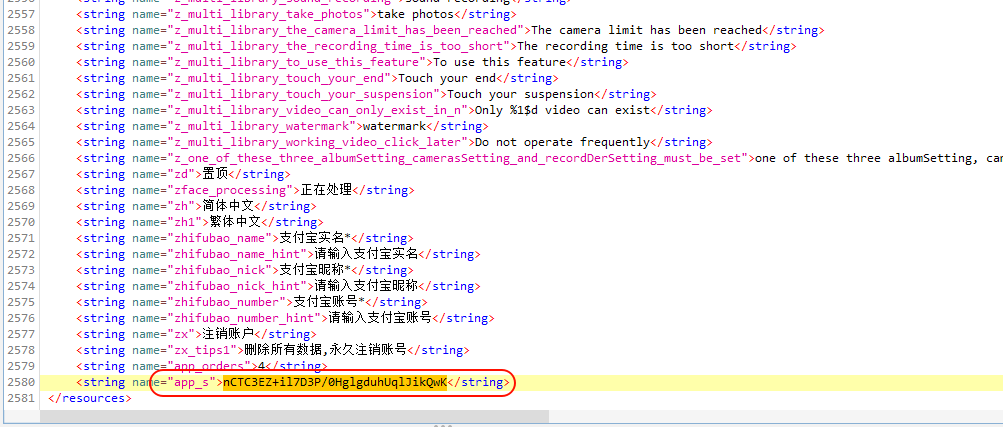 2557 <string name="z_multi_library_take_photos">take photos</string>
2558 <string name="z_multi_library_the_camera_limit_has_been_reached">The camera limit has been reached</string>
2559 <string name="z_multi_library_the_recording_time_is_too_short">The recording time is too short</string>
2560 <string name="z_multi_library_to_use_this_feature">To use this feature</string>
2561 <string name="z_multi_library_touch_your_end">Touch your end</string>
2562 <string name="z_multi_library_touch_your_suspension">Touch your suspension</string>
2563 <string name="z_multi_library_video_can_only_exist_in_n">Only %1$d video can exist</string>
2564 <string name="z_multi_library_watermark">watermark</string>
2565 <string name="z_multi_library_working_video_click_later">Do not operate frequently</string>
2566 <string name="z_one_of_these_three_albumSetting_camerasSetting_and_recordDerSetting_must_be_set">one of these three albumSetting, cam
2567 <string name="zd">置顶</string>
2568 <string name="zface_processing">正在处理</string>
2569 <string name="zh">简体中文</string>
2570 <string name="zh1">繁体中文</string>
2571 <string name="zhifubao_name">支付宝实名*</string>
2572 <string name="zhifubao_name_hint">请输入支付宝实名</string>
2573 <string name="zhifubao_nick">支付宝昵称*</string>
2574 <string name="zhifubao_nick_hint">请输入支付宝昵称</string>
2575 <string name="zhifubao_number">支付宝账号*</string>
2576 <string name="zhifubao_number_hint">请输入支付宝账号</string>
2577 <string name="zx">注销账户</string>
2578 <string name="zx_tips1">删除所有数据,永久注销账号</string>
2579 <string name="app_orders">4</string>
2580 <string name="app_s">nCTC3EZ+il7D3P/0HglgduhUqlJikQwK</string>
2581 </resources>